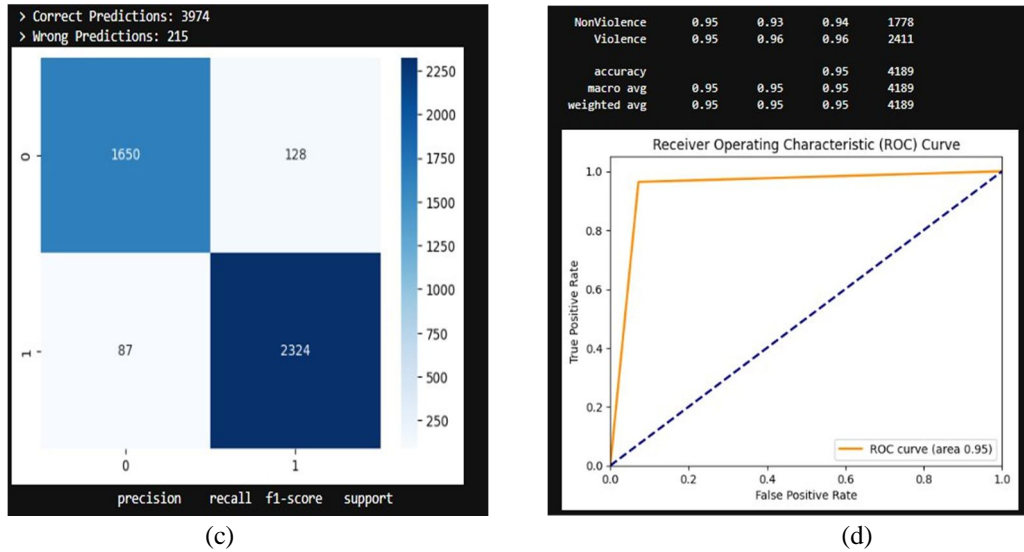 > Correct Predictions: 3974
> Wrong Predictions: 215
2250
2000
1750
1500
1250
1000
750
500
250
0
1650
128
1
87
2324
0
1
precision recall f1-score support
(c)
NonViolence 0.95 0.93 0.94 1778
Violence 0.95 0.96 0.96 2411
accuracy 0.95 4189
macro avg 0.95 0.95 0.95 4189
weighted avg 0.95 0.95 0.95 4189
Receiver Operating Characteristic (ROC) Curve
True Positive Rate
1.0
0.8
0.6
0.4
0.2
0.0
ROC curve (area 0.95)
0.0 0.2 0.4 0.6 0.8 1.0
False Positive Rate
(d)